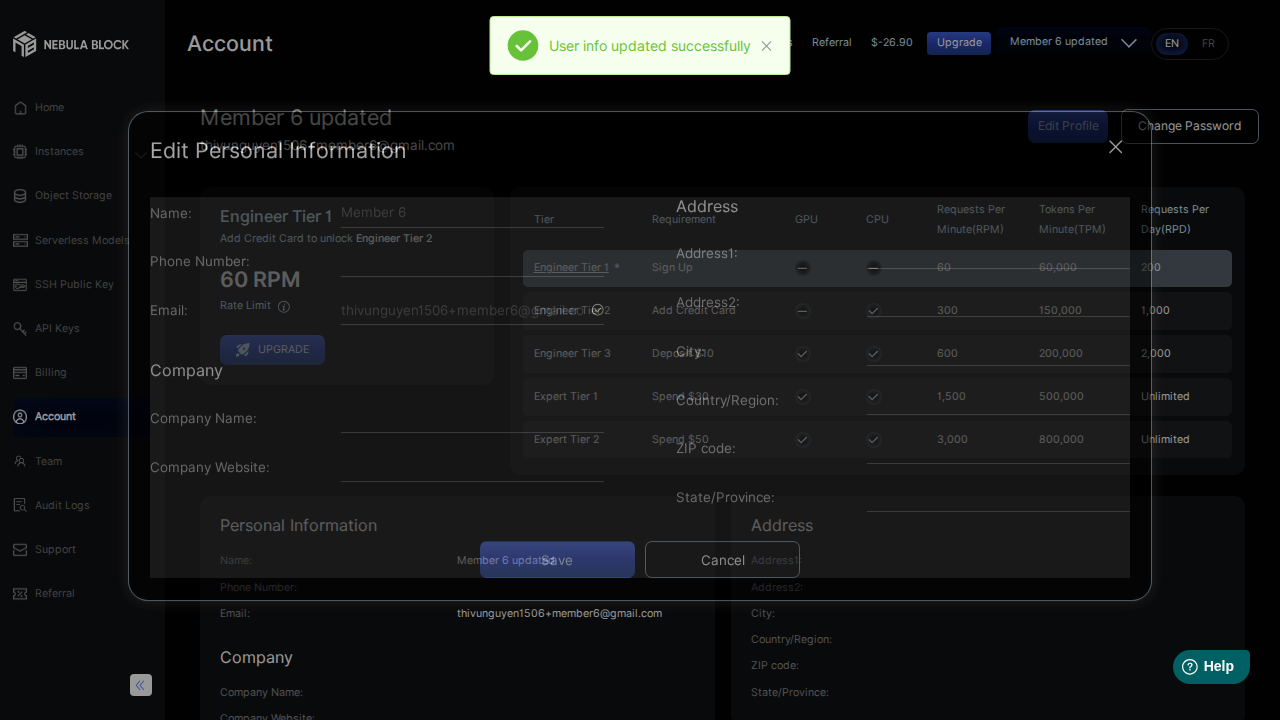 NEBULA BLOCK
Account
User info updated successfully
Referral
$-26.90
Upgrade
Member 6 updated
EN
FR
Home
Instances
Object Storage
Serverless Models
SSH Public Key
API Keys
Billing
Account
Team
Audit Logs
Support
Referral
Member 6 updated
thivunguyen1506+member6@gmail.com
Edit Profile
Change Password
Edit Personal Information
Name:
Member 6
Phone Number:
Email:
thivunguyen1506+member6@gmail.com
Company
Company Name:
Company Website:
Address
Address1:
Address2:
City:
Country/Region:
ZIP code:
State/Province:
Save
Cancel
Engineer Tier 1
Add Credit Card to unlock Engineer Tier 2
60 RPM
Rate Limit
UPGRADE
Tier Requirement GPU CPU Requests Per Minute(RPM) Tokens Per Minute(TPM) Requests Per Day(RPD)
Engineer Tier 1 * Sign Up 60 60,000 200
Engineer Tier 2 Add Credit Card 300 150,000 1,000
Engineer Tier 3 Deposit $10 600 200,000 2,000
Expert Tier 1 Spend $30 1,500 500,000 Unlimited
Expert Tier 2 Spend $50 3,000 800,000 Unlimited
Personal Information
Name: Member 6 updated
Phone Number:
Email: thivunguyen1506+member6@gmail.com
Company
Company Name:
Company Website:
Address
Address1:
Address2:
City:
Country/Region:
ZIP code:
State/Province:
Help